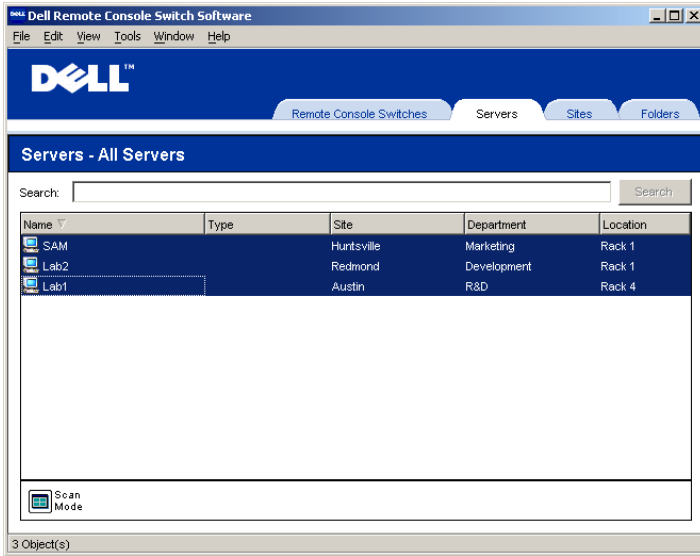 DELL Dell Remote Console Switch Software
File Edit View Tools Window Help
DELL™
Remote Console Switches Servers Sites Folders
Servers - All Servers
Search: Search
Name Type Site Department Location
SAM Huntsville Marketing Rack 1
Lab2 Redmond Development Rack 1
Lab1 Austin R&D Rack 4
Scan
Mode
3 Object(s)